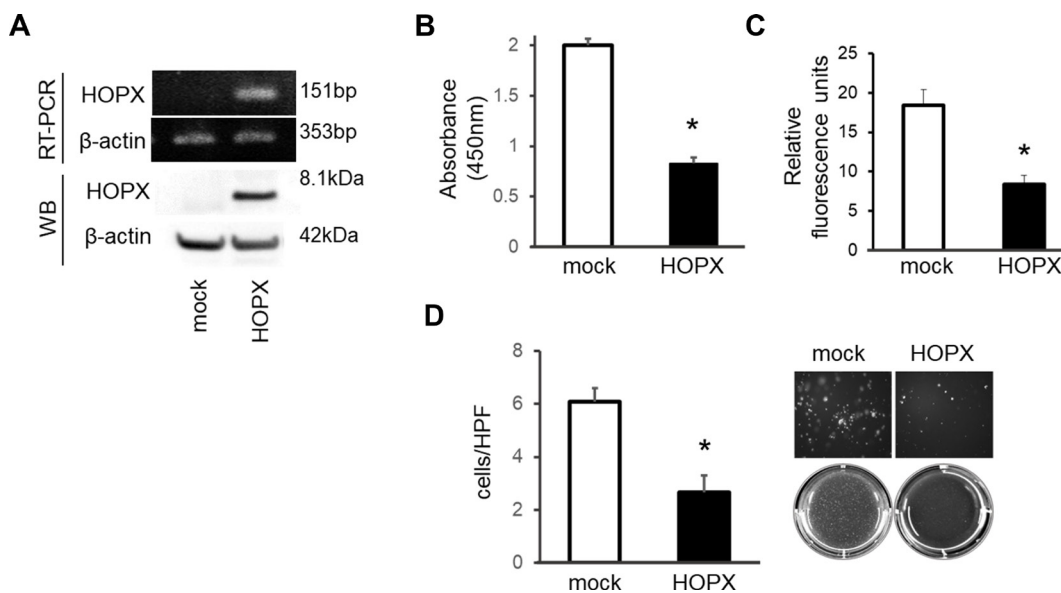 A
RT-PCR
HOPX
151bp
β-actin
353bp
WB
HOPX
8.1kDa
β-actin
42kDa
mock
HOPX
B
Absorbance
(450nm)
2
1.5
1
0.5
0
*
mock
HOPX
C
Relative
fluorescence units
25
20
15
10
5
0
*
mock
HOPX
D
cells/HPF
8
6
4
2
0
*
mock
HOPX
mock
HOPX